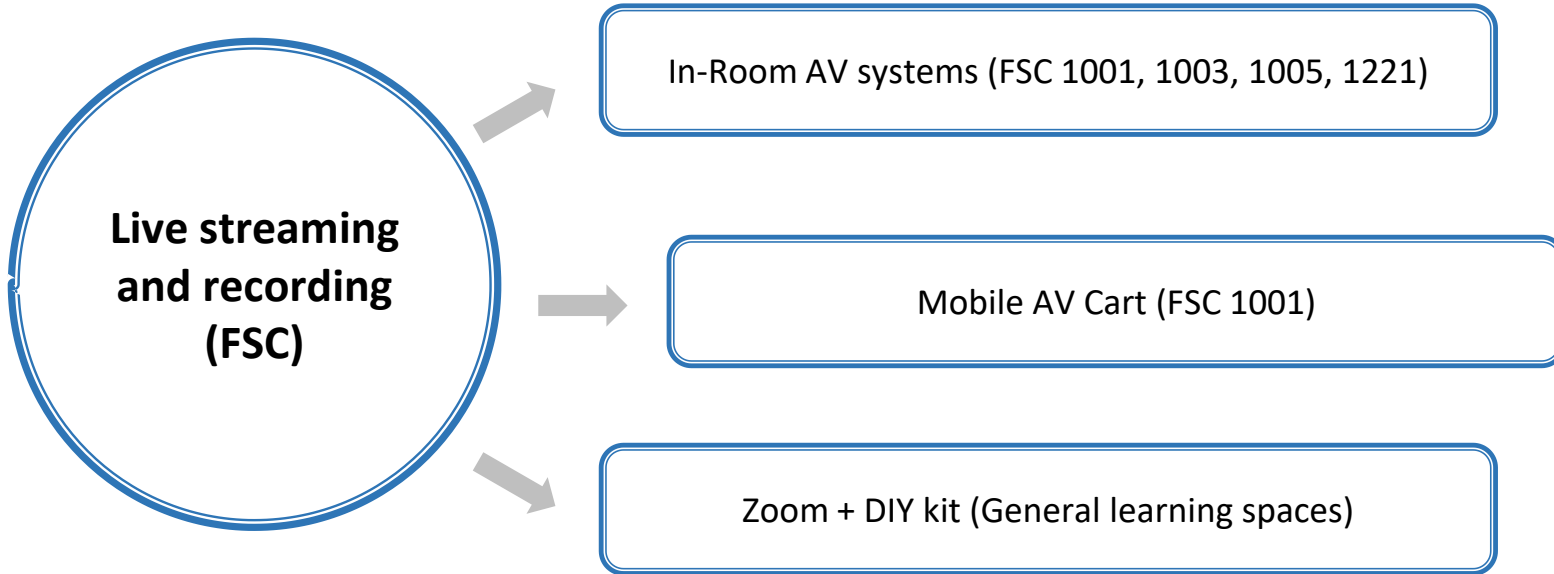 Live streaming
and recording
(FSC)
In-Room AV systems (FSC 1001, 1003, 1005, 1221)
Mobile AV Cart (FSC 1001)
Zoom + DIY kit (General learning spaces)